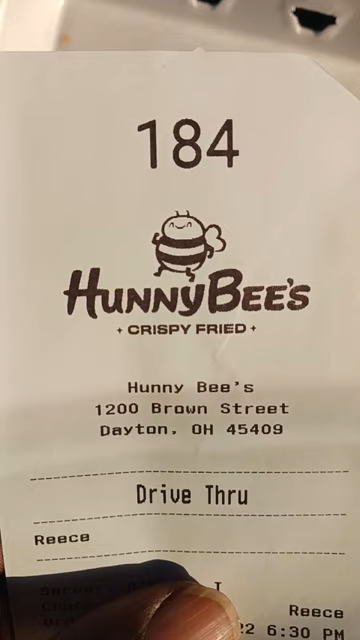 184
HUNNYBEE'S
+ CRISPY FRIED +
Hunny Bee's
1200 Brown Street
Dayton, OH 45409
Drive Thru
Reece
Reece
22 6:30 PM